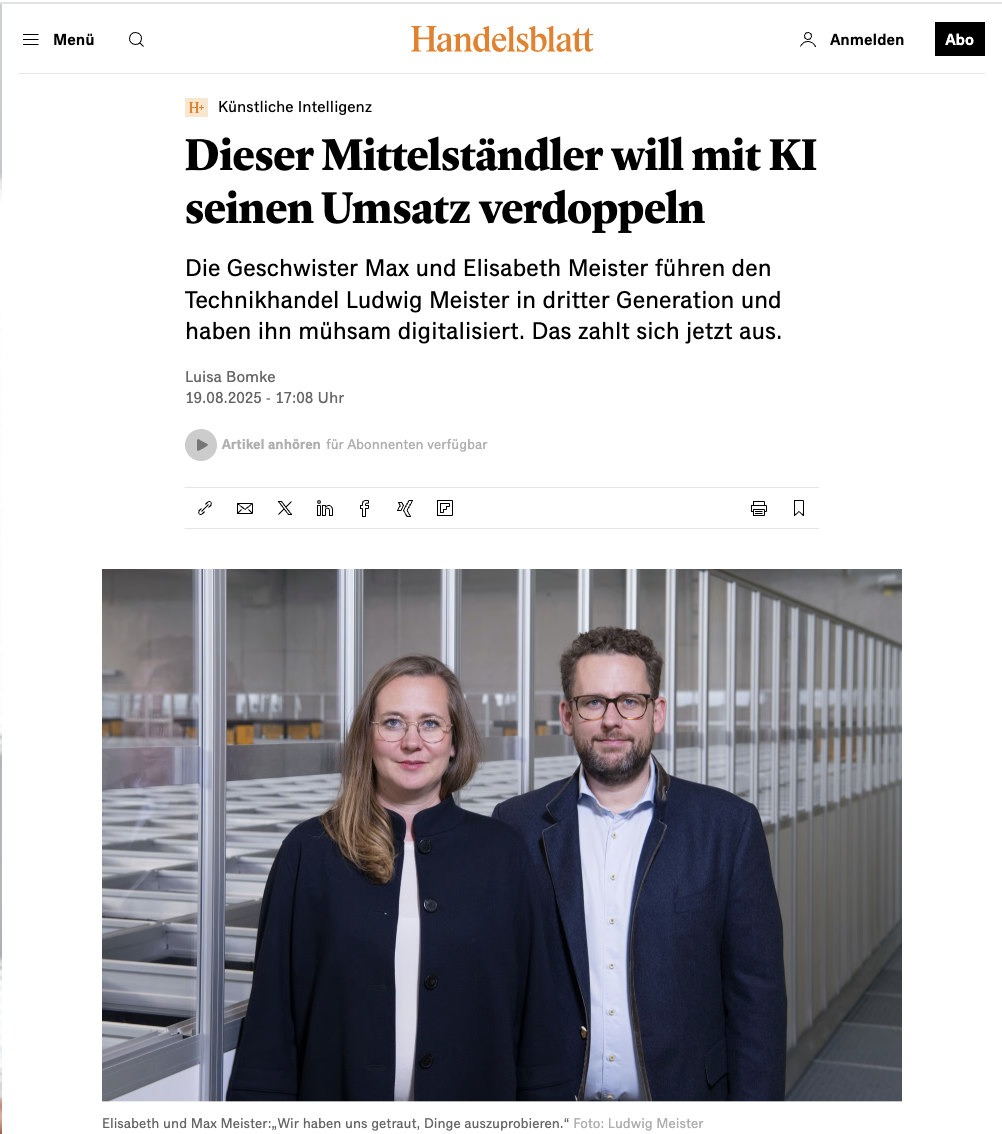 Menü
Handelsblatt
Anmelden
Abo
H+ Künstliche Intelligenz
Dieser Mittelständler will mit KI
seinen Umsatz verdoppeln
Die Geschwister Max und Elisabeth Meister führen den
Technikhandel Ludwig Meister in dritter Generation und
haben ihn mühsam digitalisiert. Das zahlt sich jetzt aus.
Luisa Bomke
19.08.2025 - 17:08 Uhr
Artikel anhören für Abonnenten verfügbar
Elisabeth und Max Meister:„Wir haben uns getraut, Dinge auszuprobieren.“ Foto: Ludwig Meister